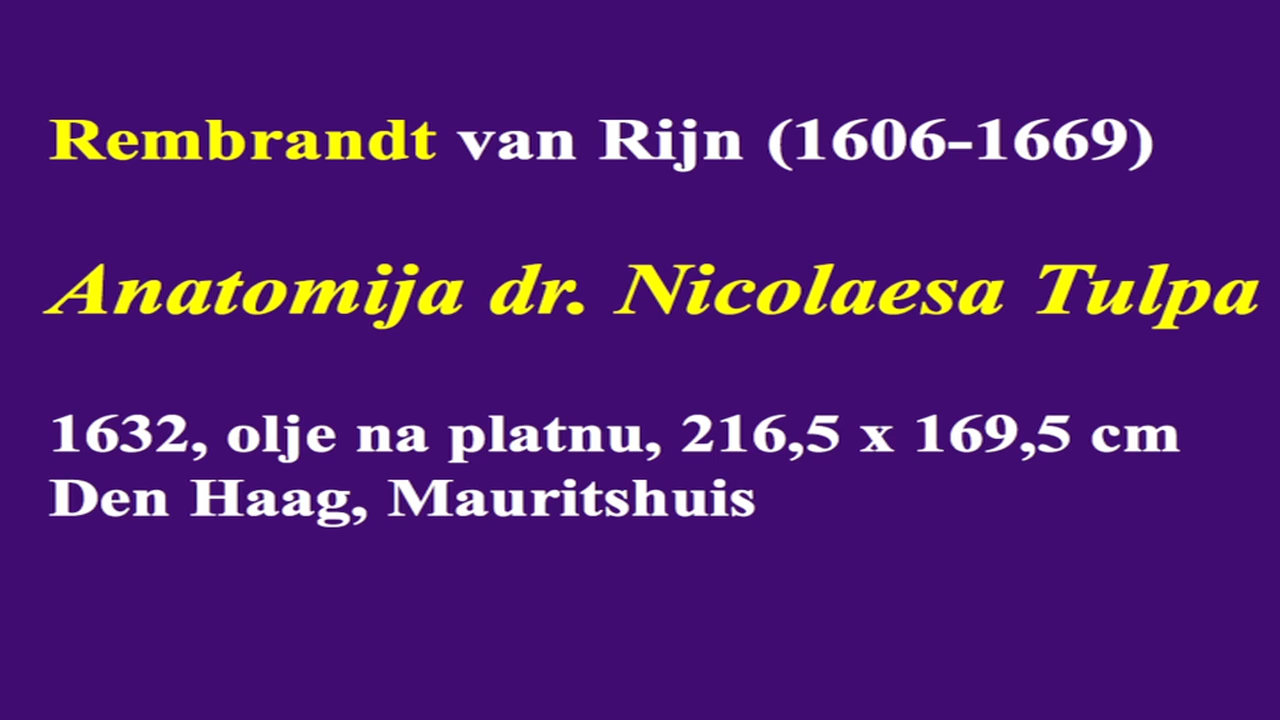 Rembrandt van Rijn (1606-1669)
Anatomija dr. Nicolaesa Tulpa
1632, olje na platnu, 216,5 x 169,5 cm
Den Haag, Mauritshuis